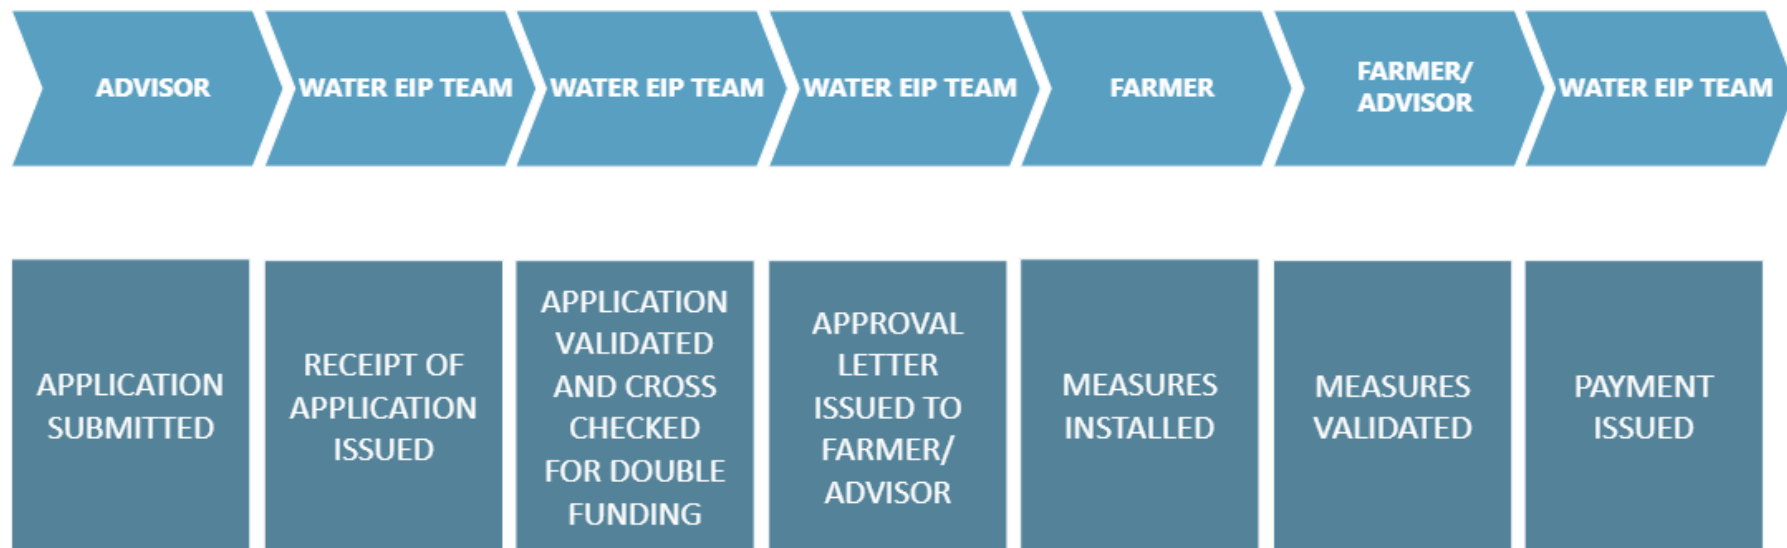 ADVISOR
WATER EIP TEAM
WATER EIP TEAM
WATER EIP TEAM
FARMER
FARMER/
ADVISOR
WATER EIP TEAM
APPLICATION
SUBMITTED
RECEIPT OF
APPLICATION
ISSUED
APPLICATION
VALIDATED
AND CROSS
CHECKED
FOR DOUBLE
FUNDING
APPROVAL
LETTER
ISSUED TO
FARMER/
ADVISOR
MEASURES
INSTALLED
MEASURES
VALIDATED
PAYMENT
ISSUED